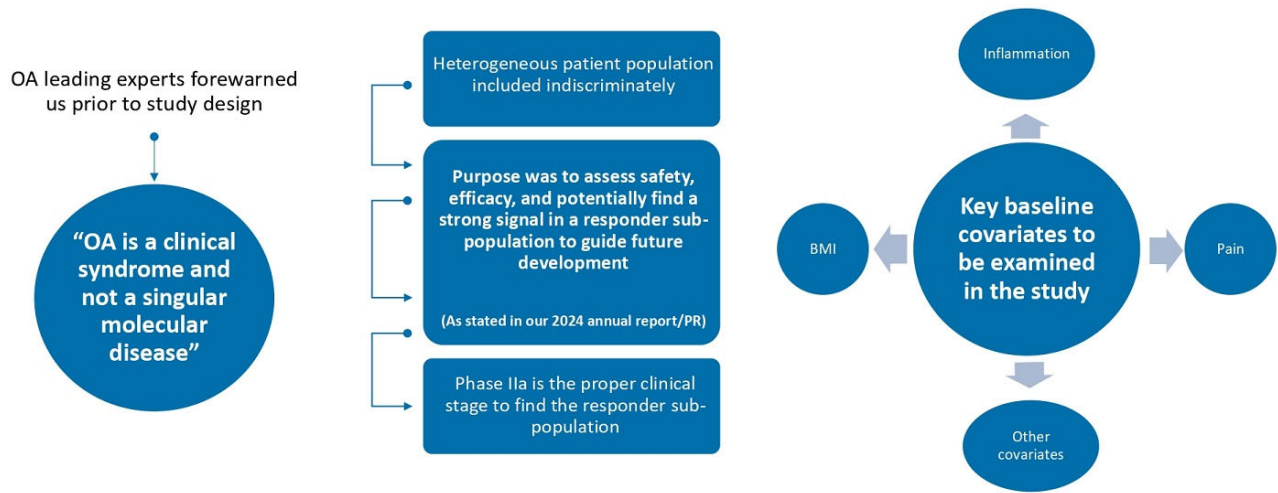 OA leading experts forewarned
us prior to study design
“OA is a clinical
syndrome and
not a singular
molecular
disease”
Heterogeneous patient population
included indiscriminately
Purpose was to assess safety,
efficacy, and potentially find a
strong signal in a responder sub-
population to guide future
development
(As stated in our 2024 annual report/PR)
Phase IIa is the proper clinical
stage to find the responder sub-
population
Inflammation
Key baseline
covariates to
be examined
in the study
BMI
Pain
Other
covariates